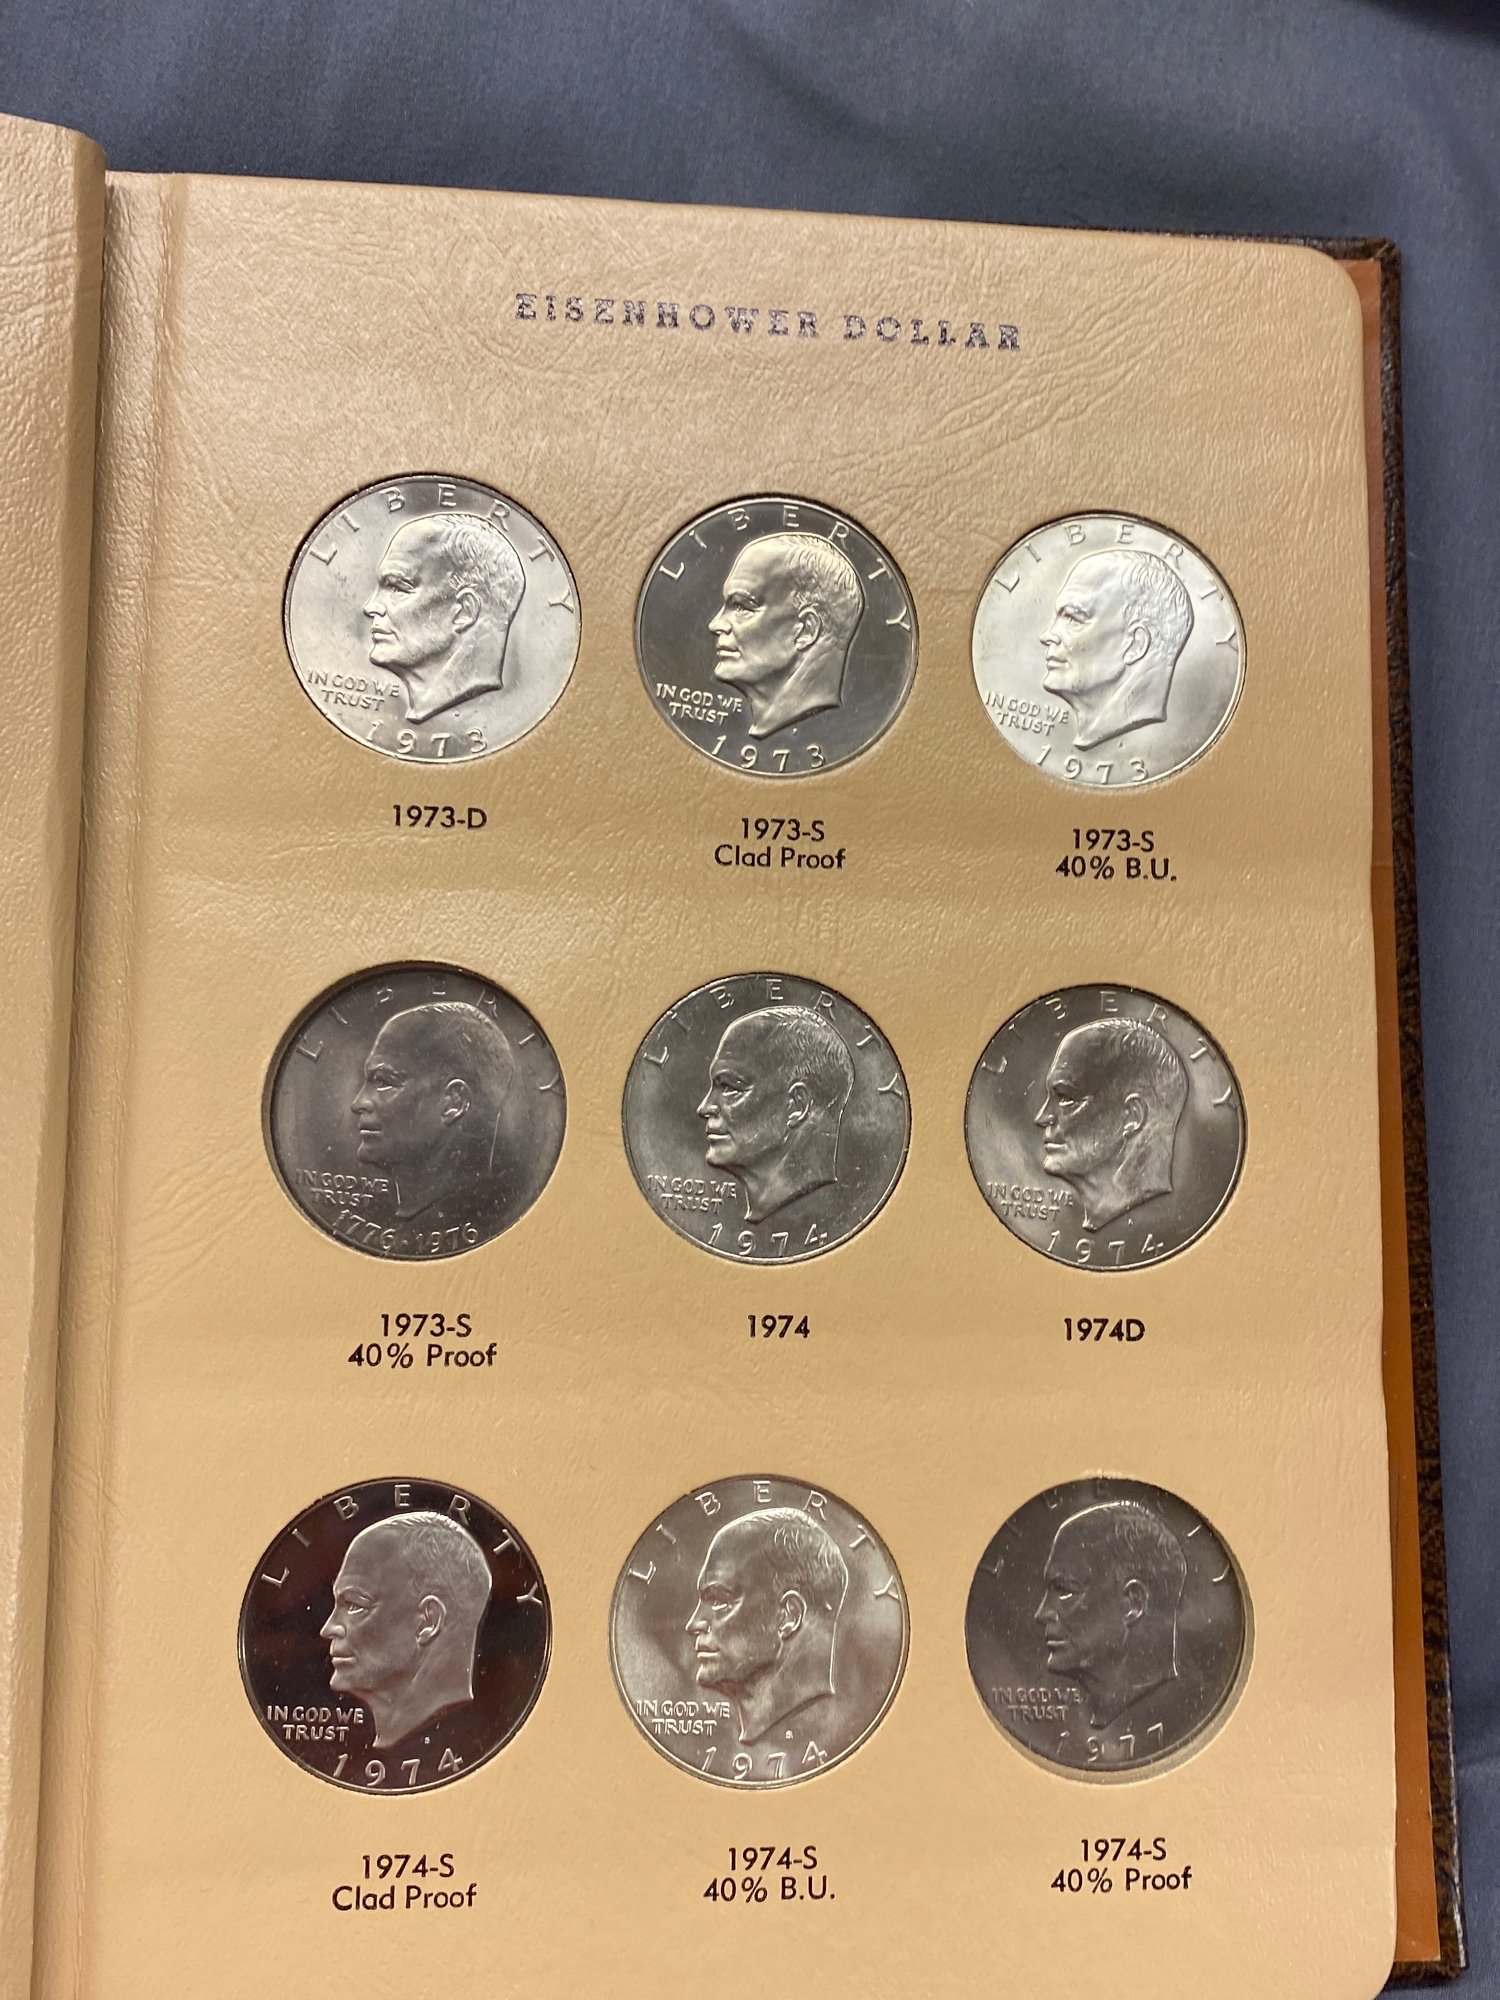 EISENHOWER DOLLAR
LIBERTY
IN GOD WE
TRUST
1973
LIBERTY
IN GOD WE
TRUST
1973
LIBERTY
IN GOD WE
TRUST
1973
1973-D
1973-S
Clad Proof
1973-S
40% B.U.
LIBERTY
IN GOD WE
TRUST
1776·1976
LIBERTY
IN GOD WE
TRUST
1974
LIBERTY
IN GOD WE
TRUST
1974
1973-S
40% Proof
1974
1974D
LIBERTY
IN GOD WE
TRUST
S
1974
LIBERTY
IN GOD WE
TRUST
S
1974
LIBERTY
IN GOD WE
TRUST
1977
1974-S
Clad Proof
1974-S
40% B.U.
1974-S
40% Proof